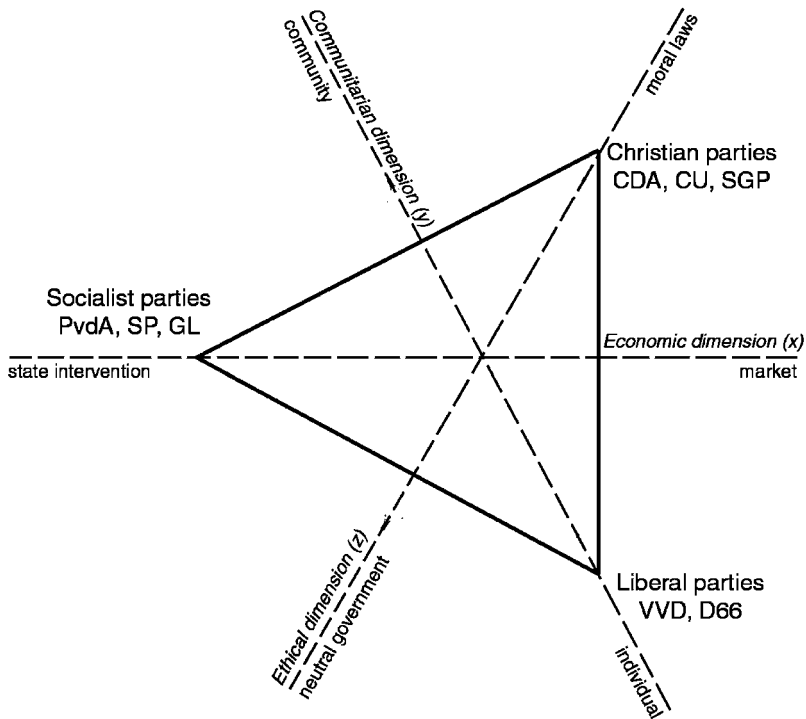 Communitarian dimension (y)
community
moral laws
Christian parties
CDA, CU, SGP
Socialist parties
PvdA, SP, GL
Economic dimension (x)
state intervention
market
Ethical dimension (z)
neutral government
Liberal parties
VVD, D66
individual